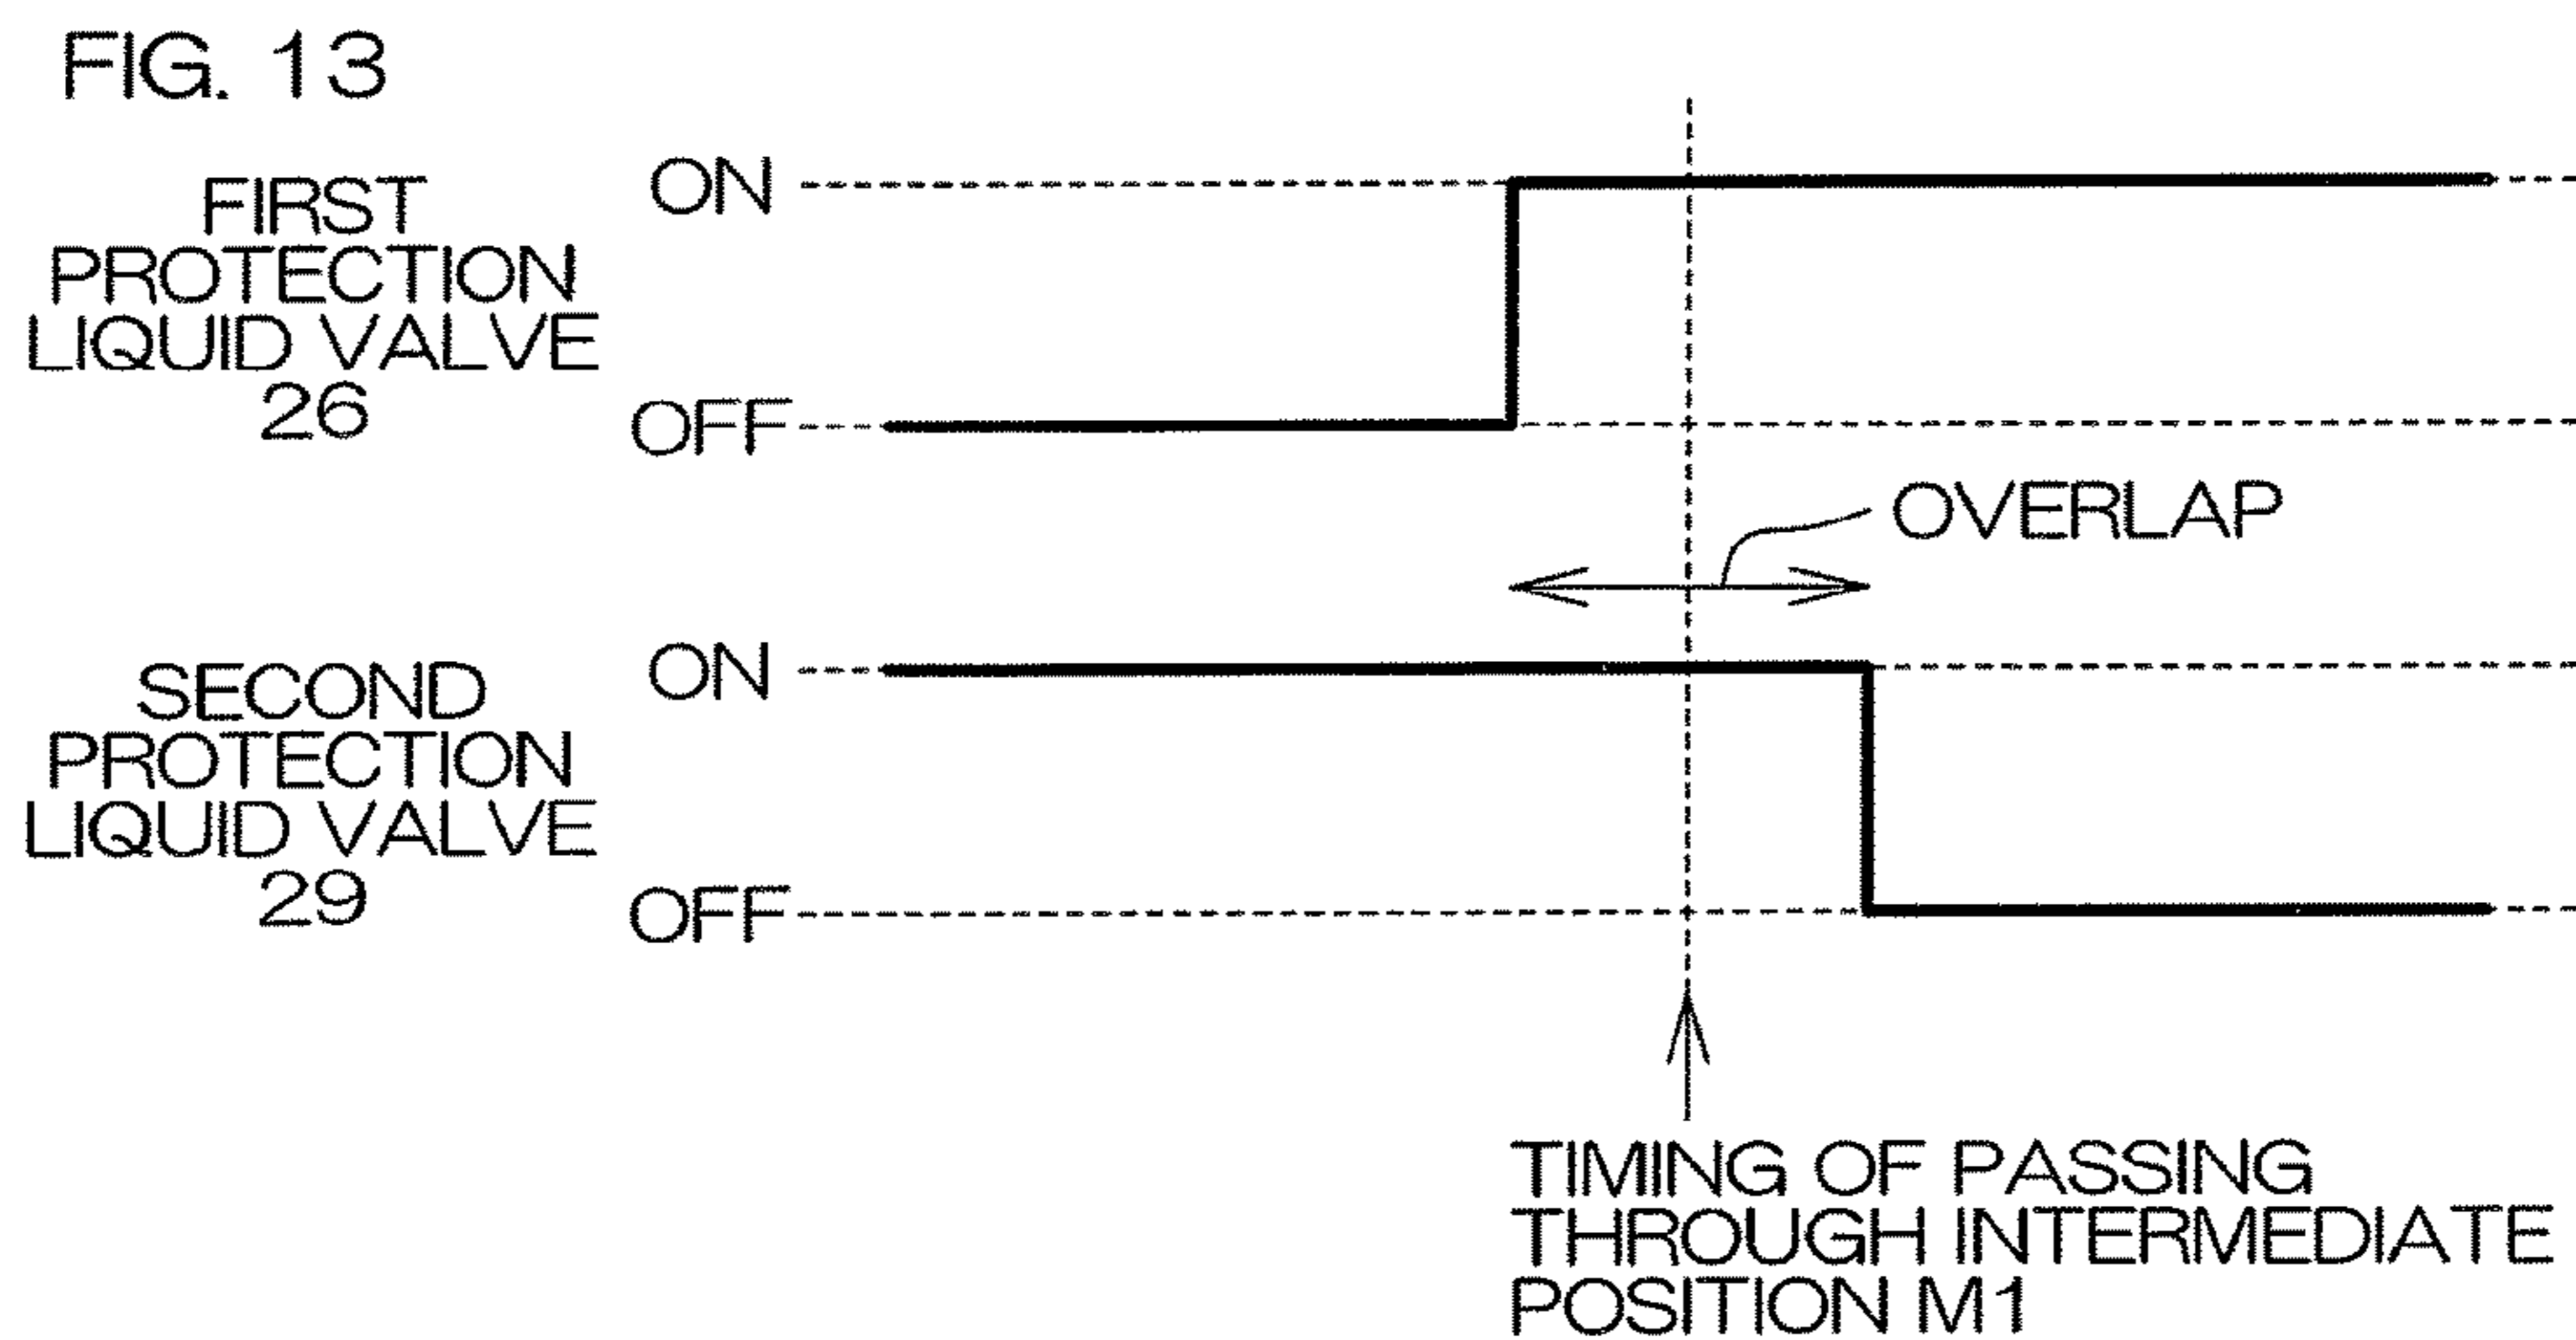 FIG. 13
FIRST
PROTECTION
LIQUID VALVE
26
ON
OFF
OVERLAP
SECOND
PROTECTION
LIQUID VALVE
29
ON
OFF
TIMING OF PASSING
THROUGH INTERMEDIATE
POSITION M1